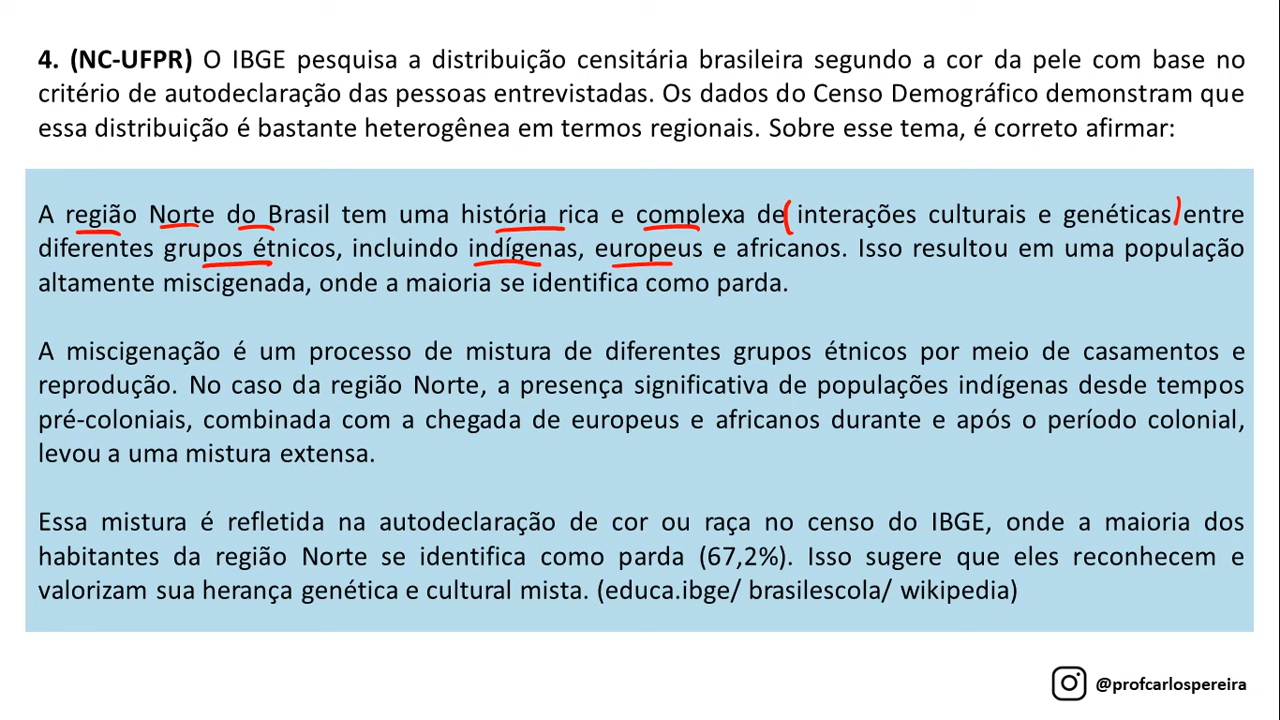 4. (NC-UFPR) O IBGE pesquisa a distribuição censitária brasileira segundo a cor da pele com base no
critério de autodeclaração das pessoas entrevistadas. Os dados do Censo Demográfico demonstram que
essa distribuição é bastante heterogênea em termos regionais. Sobre esse tema, é correto afirmar:
A região Norte do Brasil tem uma história rica e complexa de interações culturais e genéticas entre
diferentes grupos étnicos, incluindo indígenas, europeus e africanos. Isso resultou em uma população
altamente miscigenada, onde a maioria se identifica como parda.
A miscigenação é um processo de mistura de diferentes grupos étnicos por meio de casamentos e
reprodução. No caso da região Norte, a presença significativa de populações indígenas desde tempos
pré-coloniais, combinada com a chegada de europeus e africanos durante e após o período colonial,
levou a uma mistura extensa.
Essa mistura é refletida na autodeclaração de cor ou raça no censo do IBGE, onde a maioria dos
habitantes da região Norte se identifica como parda (67,2%). Isso sugere que eles reconhecem e
valorizam sua herança genética e cultural mista. (educa.ibge/ brasilescola/ wikipedia)
@profcarlospereira